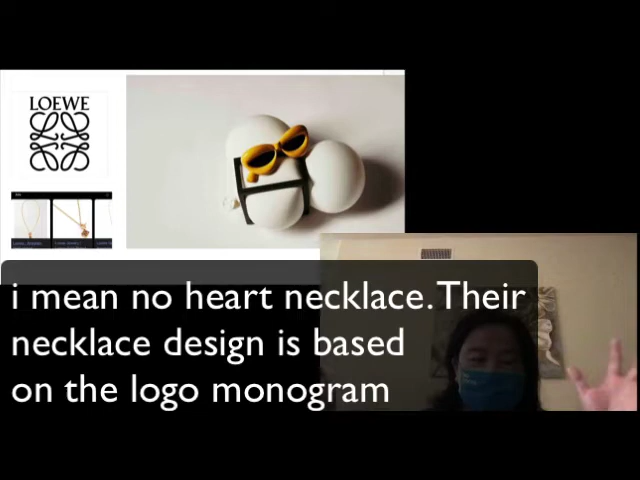 LOEWE
i mean no heart necklace. Their
necklace design is based
on the logo monogram